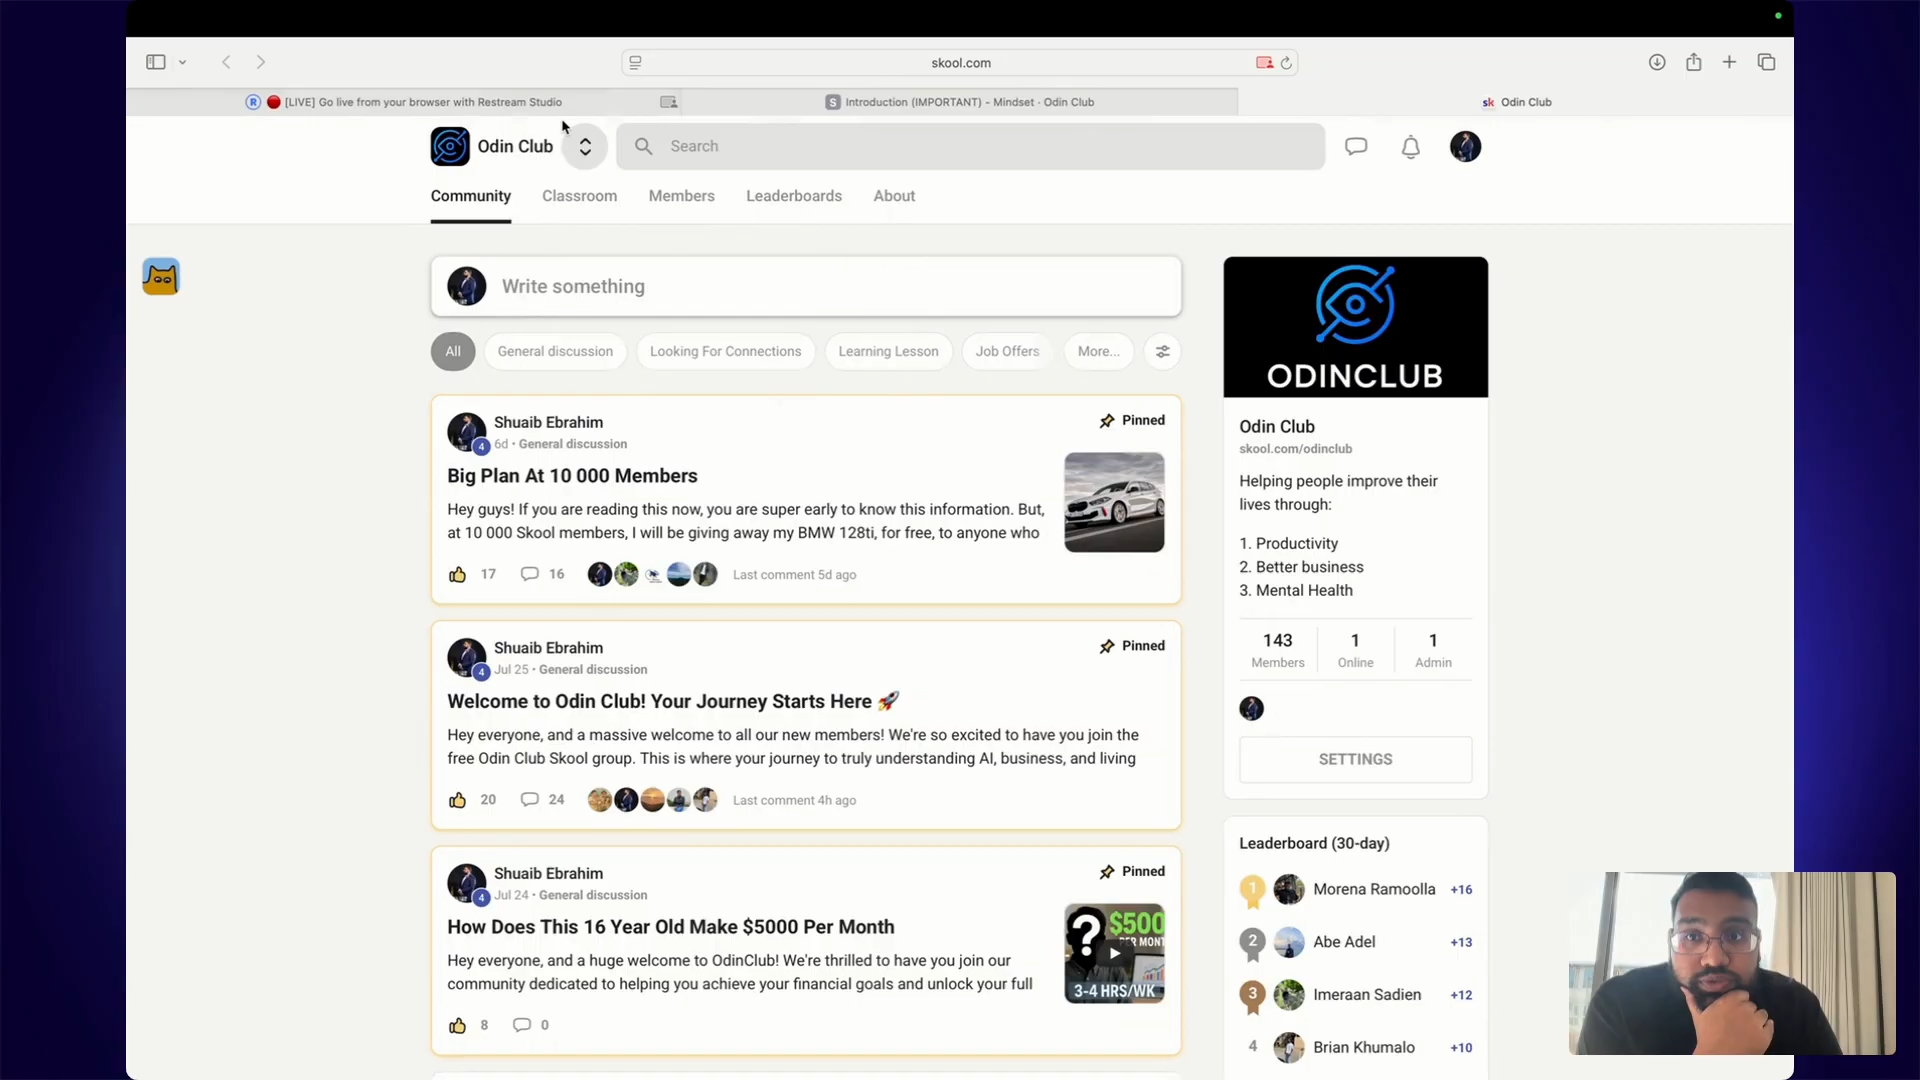 skool.com
[LIVE] Go live from your browser with Restream Studio
Introduction (IMPORTANT) - Mindset · Odin Club
Odin Club
Odin Club
Search
Community
Classroom
Members
Leaderboards
About
Write something
All
General discussion
Looking For Connections
Learning Lesson
Job Offers
More...
Shuaib Ebrahim
Pinned
4
6d • General discussion
Big Plan At 10 000 Members
Hey guys! If you are reading this now, you are super early to know this information. But,
at 10 000 Skool members, I will be giving away my BMW 128ti, for free, to anyone who
17
16
Last comment 5d ago
Shuaib Ebrahim
Pinned
4
Jul 25 • General discussion
Welcome to Odin Club! Your Journey Starts Here 🚀
Hey everyone, and a massive welcome to all our new members! We're so excited to have you join the
free Odin Club Skool group. This is where your journey to truly understanding AI, business, and living
20
24
Last comment 4h ago
Shuaib Ebrahim
Pinned
4
Jul 24 • General discussion
How Does This 16 Year Old Make $5000 Per Month
Hey everyone, and a huge welcome to OdinClub! We're thrilled to have you join our
community dedicated to helping you achieve your financial goals and unlock your full
? $500
PER MONT
3-4 HRS/WK
8
0
ODINCLUB
Odin Club
skool.com/odinclub
Helping people improve their
lives through:
1. Productivity
2. Better business
3. Mental Health
143
Members
1
Online
1
Admin
SETTINGS
Leaderboard (30-day)
1
Morena Ramoolla
+16
2
Abe Adel
+13
3
Imeraan Sadien
+12
4
Brian Khumalo
+10